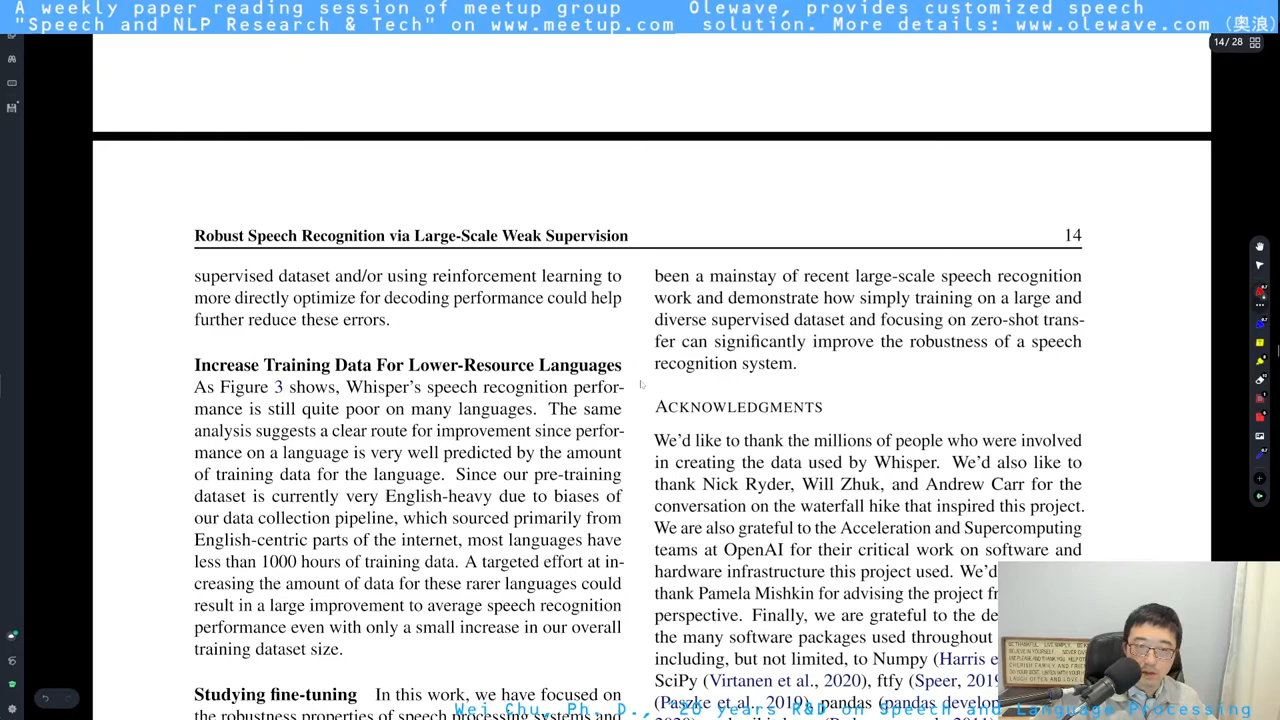 A weekly paper reading session of meetup group
"Speech and NLP Research & Tech" on www.meetup.com
Olewave, provides customized speech
solution. More details: www.olewave.com (奥浪)
14/ 28
Robust Speech Recognition via Large-Scale Weak Supervision
14
supervised dataset and/or using reinforcement learning to
more directly optimize for decoding performance could help
further reduce these errors.
Increase Training Data For Lower-Resource Languages
As Figure 3 shows, Whisper's speech recognition perfor-
mance is still quite poor on many languages. The same
analysis suggests a clear route for improvement since perfor-
mance on a language is very well predicted by the amount
of training data for the language. Since our pre-training
dataset is currently very English-heavy due to biases of
our data collection pipeline, which sourced primarily from
English-centric parts of the internet, most languages have
less than 1000 hours of training data. A targeted effort at in-
creasing the amount of data for these rarer languages could
result in a large improvement to average speech recognition
performance even with only a small increase in our overall
training dataset size.
Studying fine-tuning In this work, we have focused on
the robustness properties of speech processing systems and
been a mainstay of recent large-scale speech recognition
work and demonstrate how simply training on a large and
diverse supervised dataset and focusing on zero-shot trans-
fer can significantly improve the robustness of a speech
recognition system.
ACKNOWLEDGMENTS
We'd like to thank the millions of people who were involved
in creating the data used by Whisper. We'd also like to
thank Nick Ryder, Will Zhuk, and Andrew Carr for the
conversation on the waterfall hike that inspired this project.
We are also grateful to the Acceleration and Supercomputing
teams at OpenAI for their critical work on software and
hardware infrastructure this project used. We'd
thank Pamela Mishkin for advising the project fr
perspective. Finally, we are grateful to the de
the many software packages used throughout
including, but not limited, to Numpy (Harris e
SciPy (Virtanen et al., 2020), ftfy (Speer, 2019
(Paszke et al., 2019), pandas (pandas develop
Wei Chu, Ph. D., 20 years R&D on Speech and Language Processing